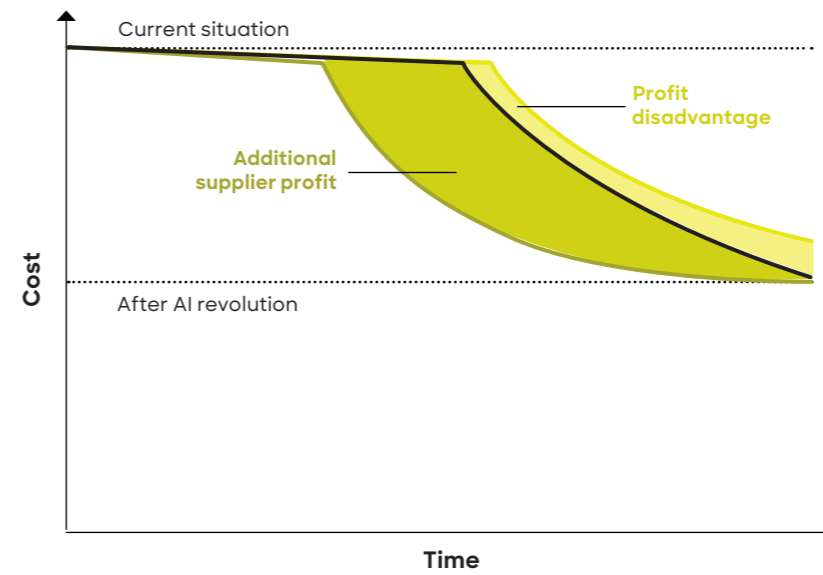 Current situation
Profit
disadvantage
Additional
supplier profit
Cost
After AI revolution
Time